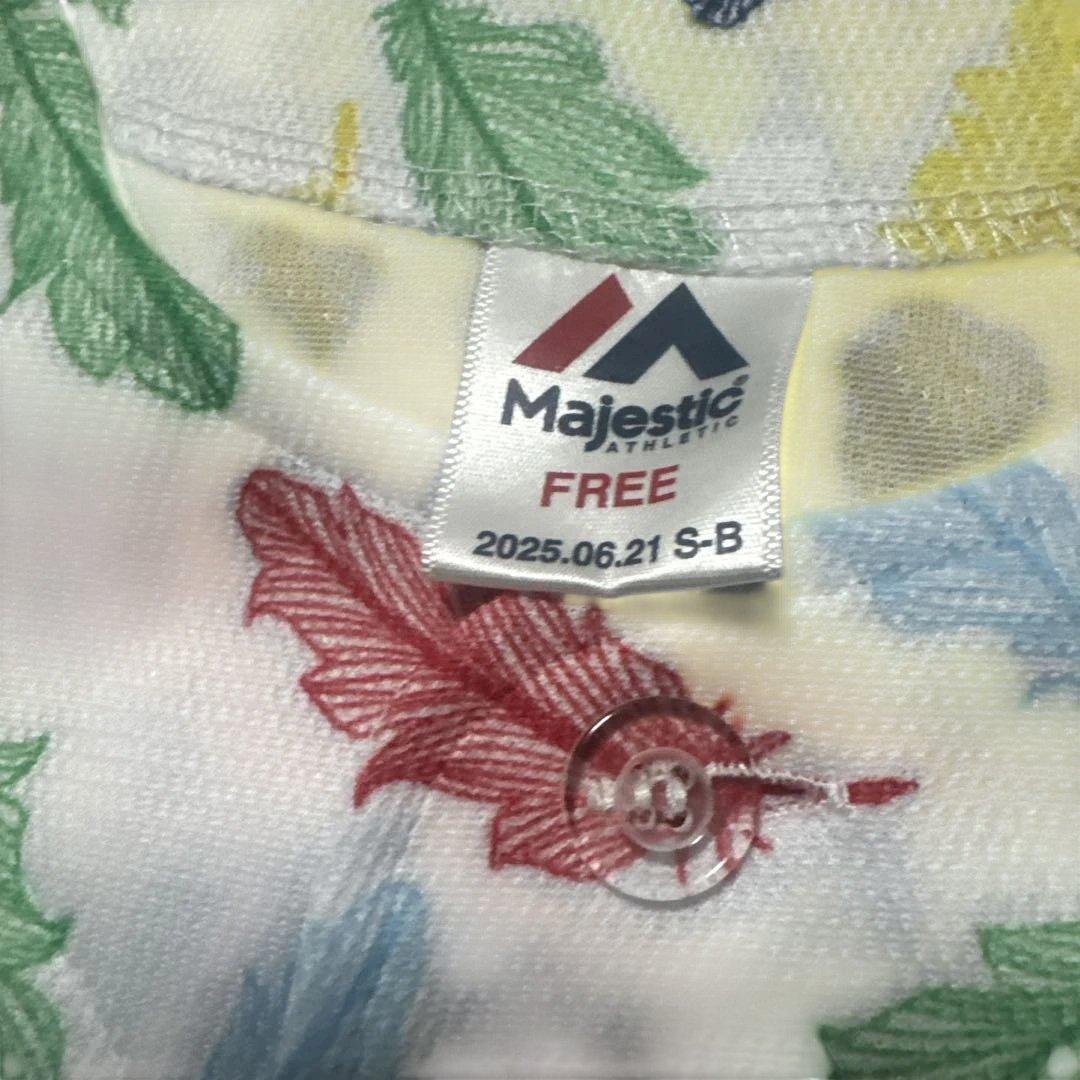 Majestic®
ATHLETIC
FREE
2025.06.21 S-B